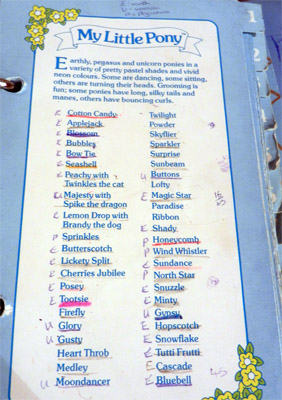 E - earth
U - unicorn
P - Pegasus
1
2
My Little Pony
Earthly, pegasus and unicorn ponies in a
variety of pretty pastel shades and vivid
neon colours. Some are dancing, some sitting,
others are turning their heads. Grooming is
fun; some ponies have long, silky tails and
manes, others have bouncing curls.
E Cotton Candy
E Applejack
E Blossom
E Bubbles
E Bow Tie
E Seashell
E Peachy with
Twinkles the cat
U Majesty with
Spike the dragon
E Lemon Drop with
Brandy the dog
P Sprinkles
E Butterscotch
E Lickety Split
E Cherries Jubilee
E Posey
E Tootsie
P Firefly
U Glory
U Gusty
Heart Throb
Medley
U Moondancer
Twilight
Powder
Skyflier
Sparkler
Surprise
Sunbeam
U Buttons
Lofty
E Magic Star
Paradise
Ribbon
E Shady
P Honeycomb
P Wind Whistler
E Sundance
P North Star
E Snuzzle
E Minty
U Gypsy
E Hopscotch
E Snowflake
E Tutti Frutti
E Cascade
E Bluebell